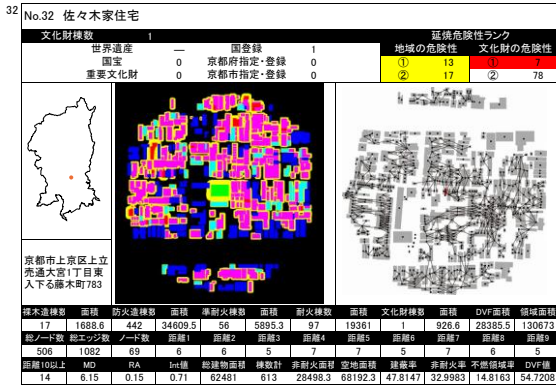 32
No.32 佐々木家住宅
文化財棟数 1 延焼危険性ランク
世界遺産 — 国登録 1 地域の危険性 文化財の危険性
国宝 0 京都府指定・登録 0 ① 13 ① 7
重要文化財 0 京都市指定・登録 0 ② 17 ② 78
京都市上京区上立
売通大宮1丁目東
入下る藤木町783
裸木造棟数 面積 防火造棟数 面積 準耐火棟数 面積 耐火棟数 面積 文化財棟数 面積 DVF面積 領域面積
17 1688.6 442 34609.5 56 5895.3 97 19361 1 926.6 28385.5 130673
総ノード数 総エッジ数 ノード数 距離1 距離2 距離3 距離4 距離5 距離6 距離7 距離8 距離9
506 1082 69 6 6 5 7 7 5 7 6 5
距離10以上 MD RA Int値 総建物面積 棟数計 非耐火面積 空地面積 建蔽率 非耐火率 不燃領域率 DVF値
14 6.15 0.15 0.71 62481 613 28498.3 68192.3 47.8147 32.9983 14.8163 54.7208